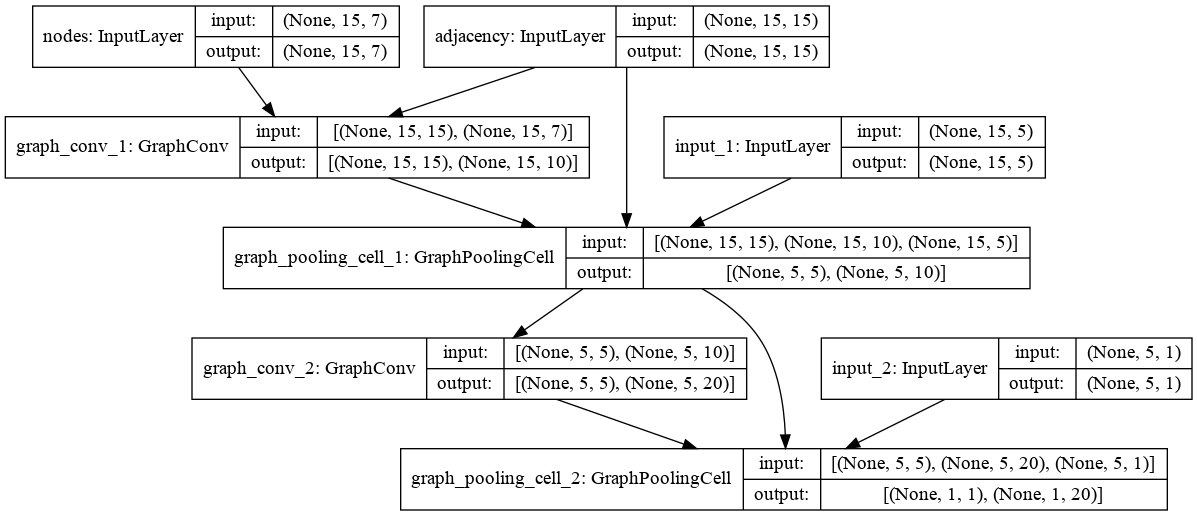 nodes: InputLayer
input: (None, 15, 7)
output: (None, 15, 7)
adjacency: InputLayer
input: (None, 15, 15)
output: (None, 15, 15)
graph_conv_1: GraphConv
input: [(None, 15, 15), (None, 15, 7)]
output: [(None, 15, 15), (None, 15, 10)]
input_1: InputLayer
input: (None, 15, 5)
output: (None, 15, 5)
graph_pooling_cell_1: GraphPoolingCell
input: [(None, 15, 15), (None, 15, 10), (None, 15, 5)]
output: [(None, 5, 5), (None, 5, 10)]
graph_conv_2: GraphConv
input: [(None, 5, 5), (None, 5, 10)]
output: [(None, 5, 5), (None, 5, 20)]
input_2: InputLayer
input: (None, 5, 1)
output: (None, 5, 1)
graph_pooling_cell_2: GraphPoolingCell
input: [(None, 5, 5), (None, 5, 20), (None, 5, 1)]
output: [(None, 1, 1), (None, 1, 20)]